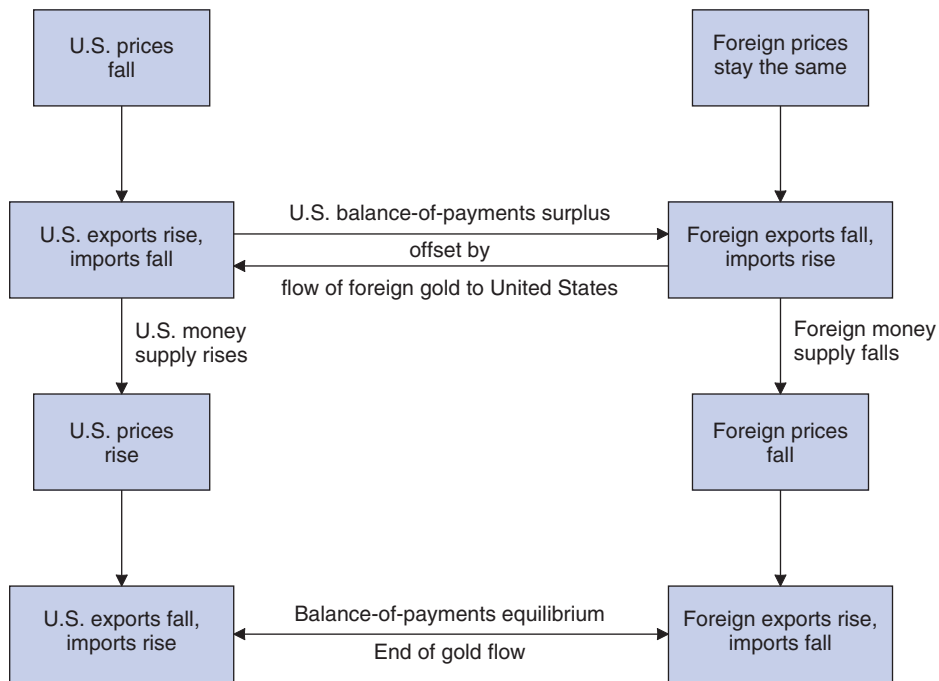 U.S. prices
fall
Foreign prices
stay the same
U.S. exports rise,
imports fall
U.S. balance-of-payments surplus
offset by
flow of foreign gold to United States
Foreign exports fall,
imports rise
U.S. money
supply rises
Foreign money
supply falls
U.S. prices
rise
Foreign prices
fall
U.S. exports fall,
imports rise
Balance-of-payments equilibrium
End of gold flow
Foreign exports rise,
imports fall